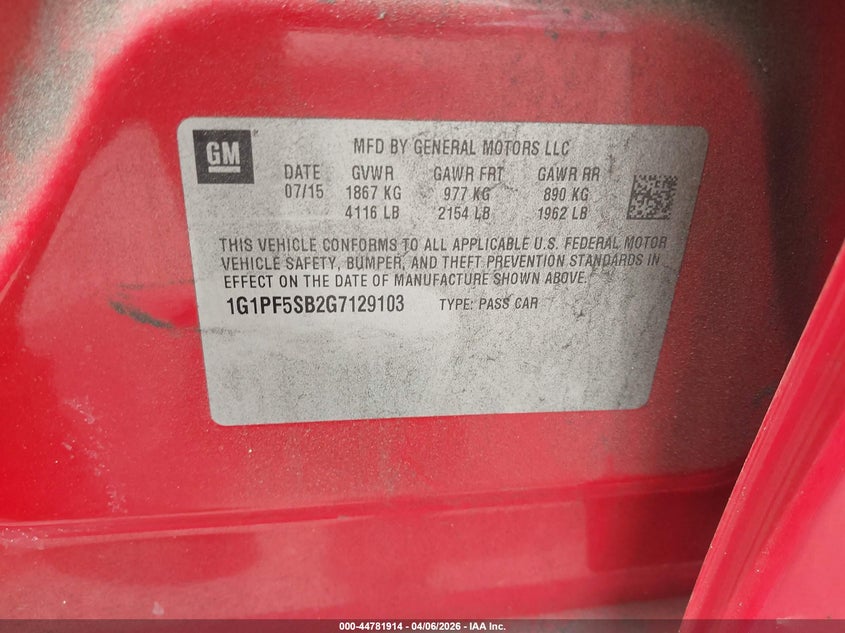 GM
MFD BY GENERAL MOTORS LLC
DATE GVWR GAWR FRT GAWR RR
07/15 1867 KG 977 KG 890 KG
4116 LB 2154 LB 1962 LB
THIS VEHICLE CONFORMS TO ALL APPLICABLE U.S. FEDERAL MOTOR
VEHICLE SAFETY, BUMPER, AND THEFT PREVENTION STANDARDS IN
EFFECT ON THE DATE OF MANUFACTURE SHOWN ABOVE.
1G1PF5SB2G7129103 TYPE: PASS CAR
000-44781914 - 04/06/2026 - IAA Inc.